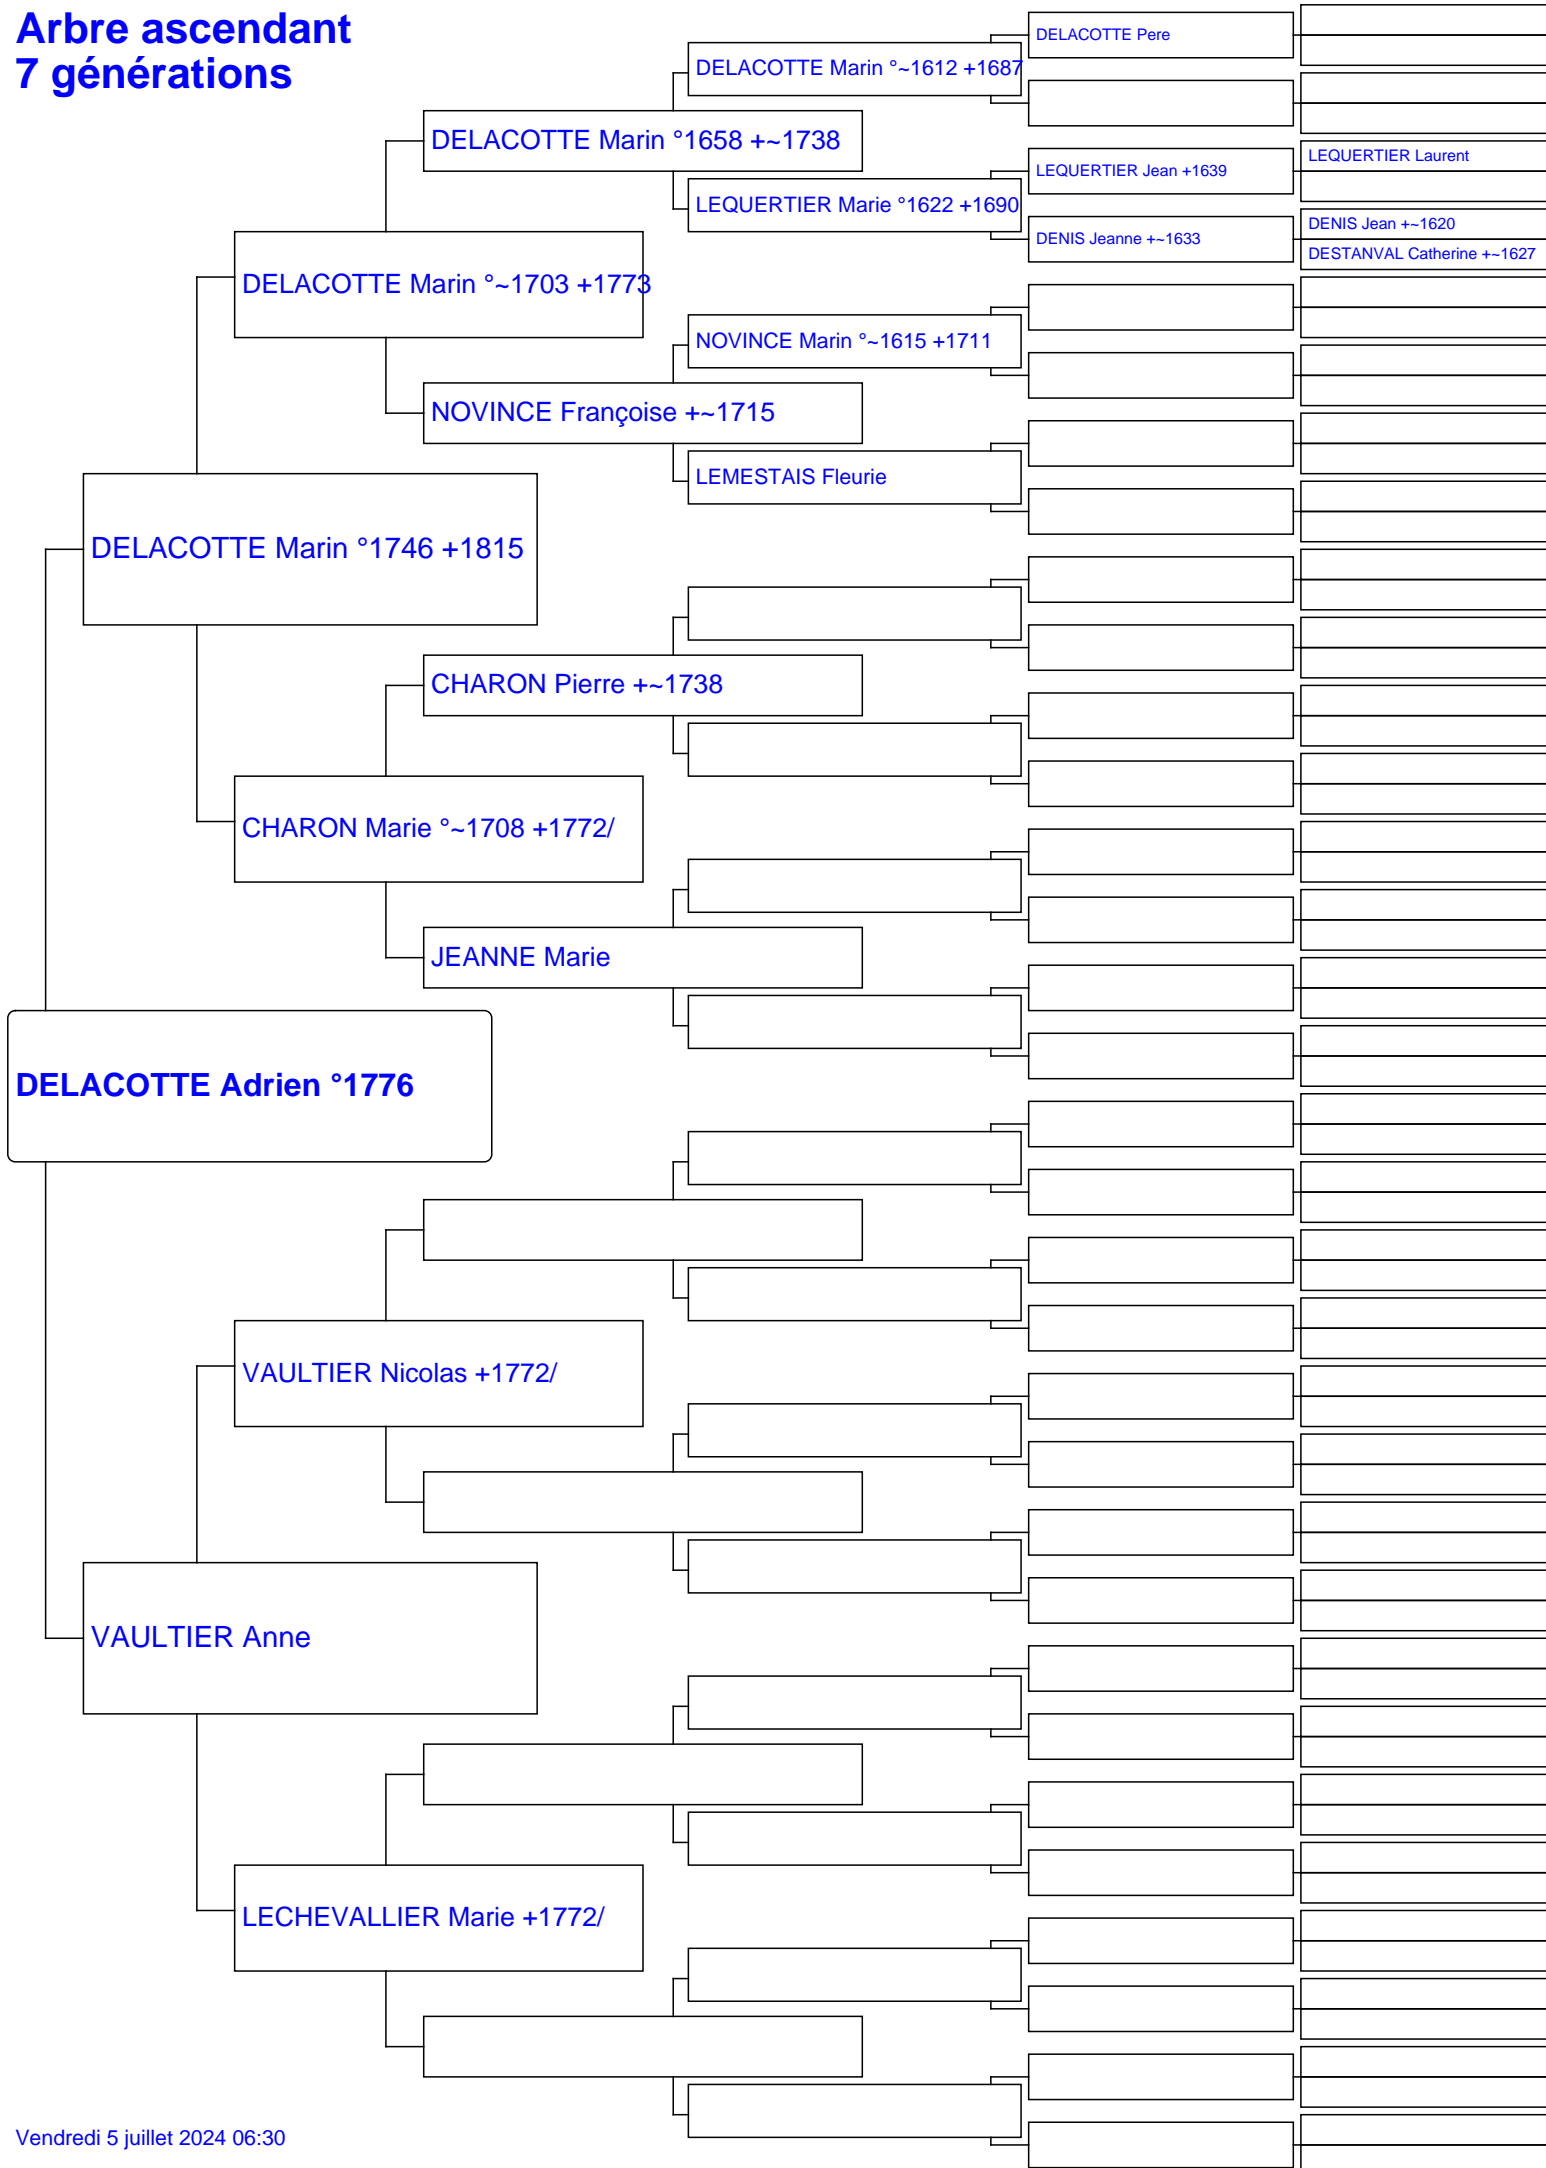 Arbre ascendant
7 générations
DELACOTTE Pere
DELACOTTE Marin °~1612 +1687
DELACOTTE Marin °1658 +~1738
LEQUERTIER Laurent
LEQUERTIER Jean +1639
LEQUERTIER Marie °1622 +1690
DENIS Jean +~1620
DENIS Jeanne +~1633
DESTANVAL Catherine +~1627
DELACOTTE Marin °~1703 +1773
NOVINCE Marin °~1615 +1711
NOVINCE Françoise +~1715
LEMESTAIS Fleurie
DELACOTTE Marin °1746 +1815
CHARON Pierre +~1738
CHARON Marie °~1708 +1772/
JEANNE Marie
DELACOTTE Adrien °1776
VAULTIER Nicolas +1772/
VAULTIER Anne
LECHEVALLIER Marie +1772/
Vendredi 5 juillet 2024 06:30